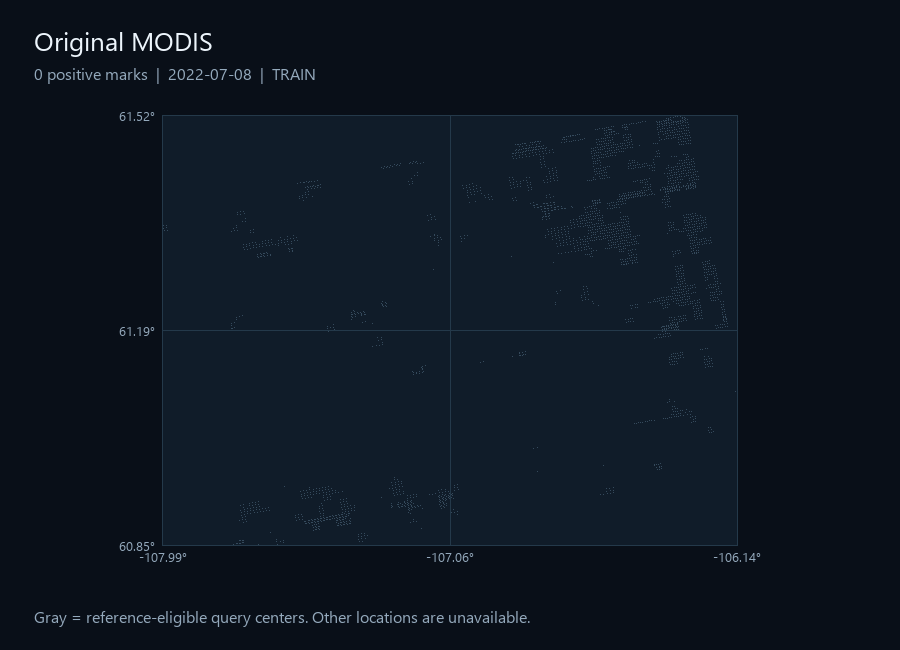 Original MODIS
0 positive marks | 2022-07-08 | TRAIN
61.52°
61.19°
60.85°
-107.99°
-107.06°
-106.14°
Gray = reference-eligible query centers. Other locations are unavailable.